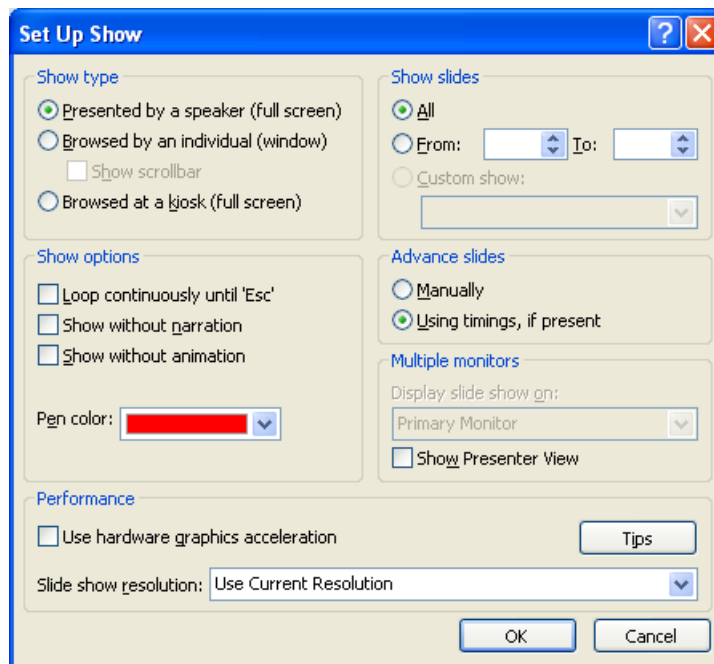 Set Up Show
Show type
Presented by a speaker (full screen)
Browsed by an individual (window)
Show scrollbar
Browsed at a kiosk (full screen)
Show slides
All
From: To:
Custom show:
Show options
Loop continuously until 'Esc'
Show without narration
Show without animation
Pen color:
Advance slides
Manually
Using timings, if present
Multiple monitors
Display slide show on:
Primary Monitor
Show Presenter View
Performance
Use hardware graphics acceleration
Tips
Slide show resolution: Use Current Resolution
OK Cancel